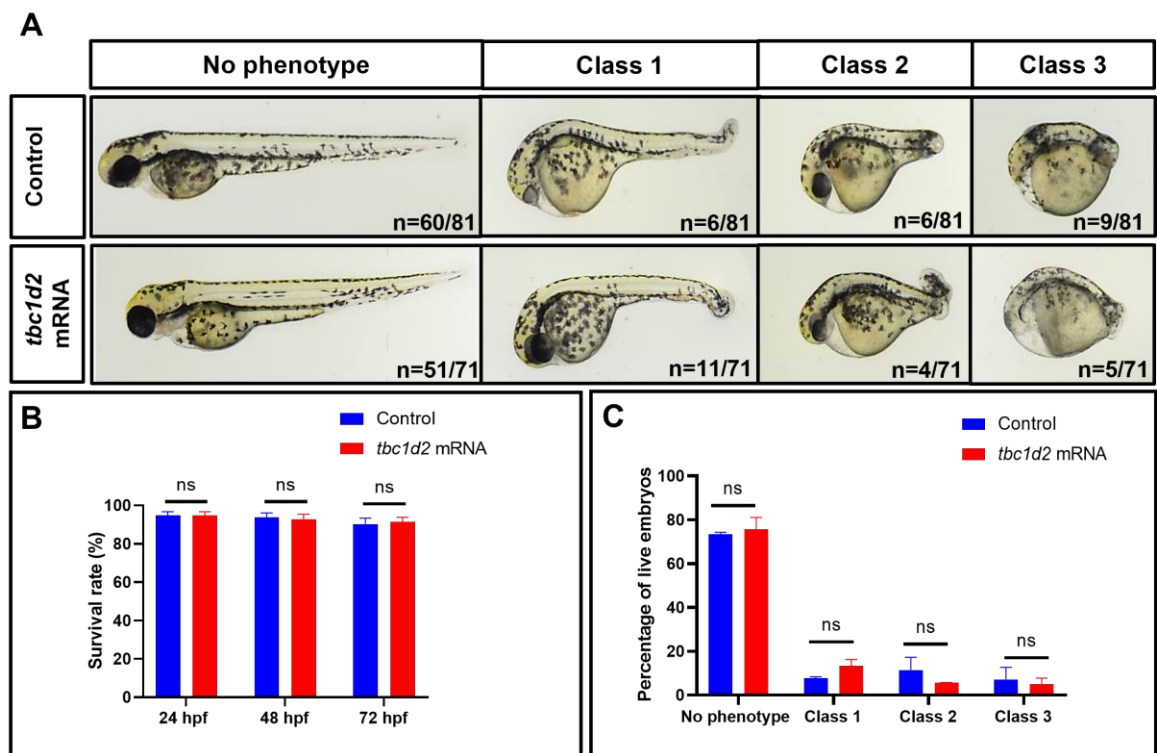 A
No phenotype
Class 1
Class 2
Class 3
Control
n=60/81
n=6/81
n=6/81
n=9/81
tbc1d2
mRNA
n=51/71
n=11/71
n=4/71
n=5/71
B
Control
tbc1d2 mRNA
Survival rate (%)
100
80
60
40
20
0
ns
ns
ns
24 hpf
48 hpf
72 hpf
C
Control
tbc1d2 mRNA
Percentage of live embryos
100
80
60
40
20
0
ns
ns
ns
ns
No phenotype
Class 1
Class 2
Class 3